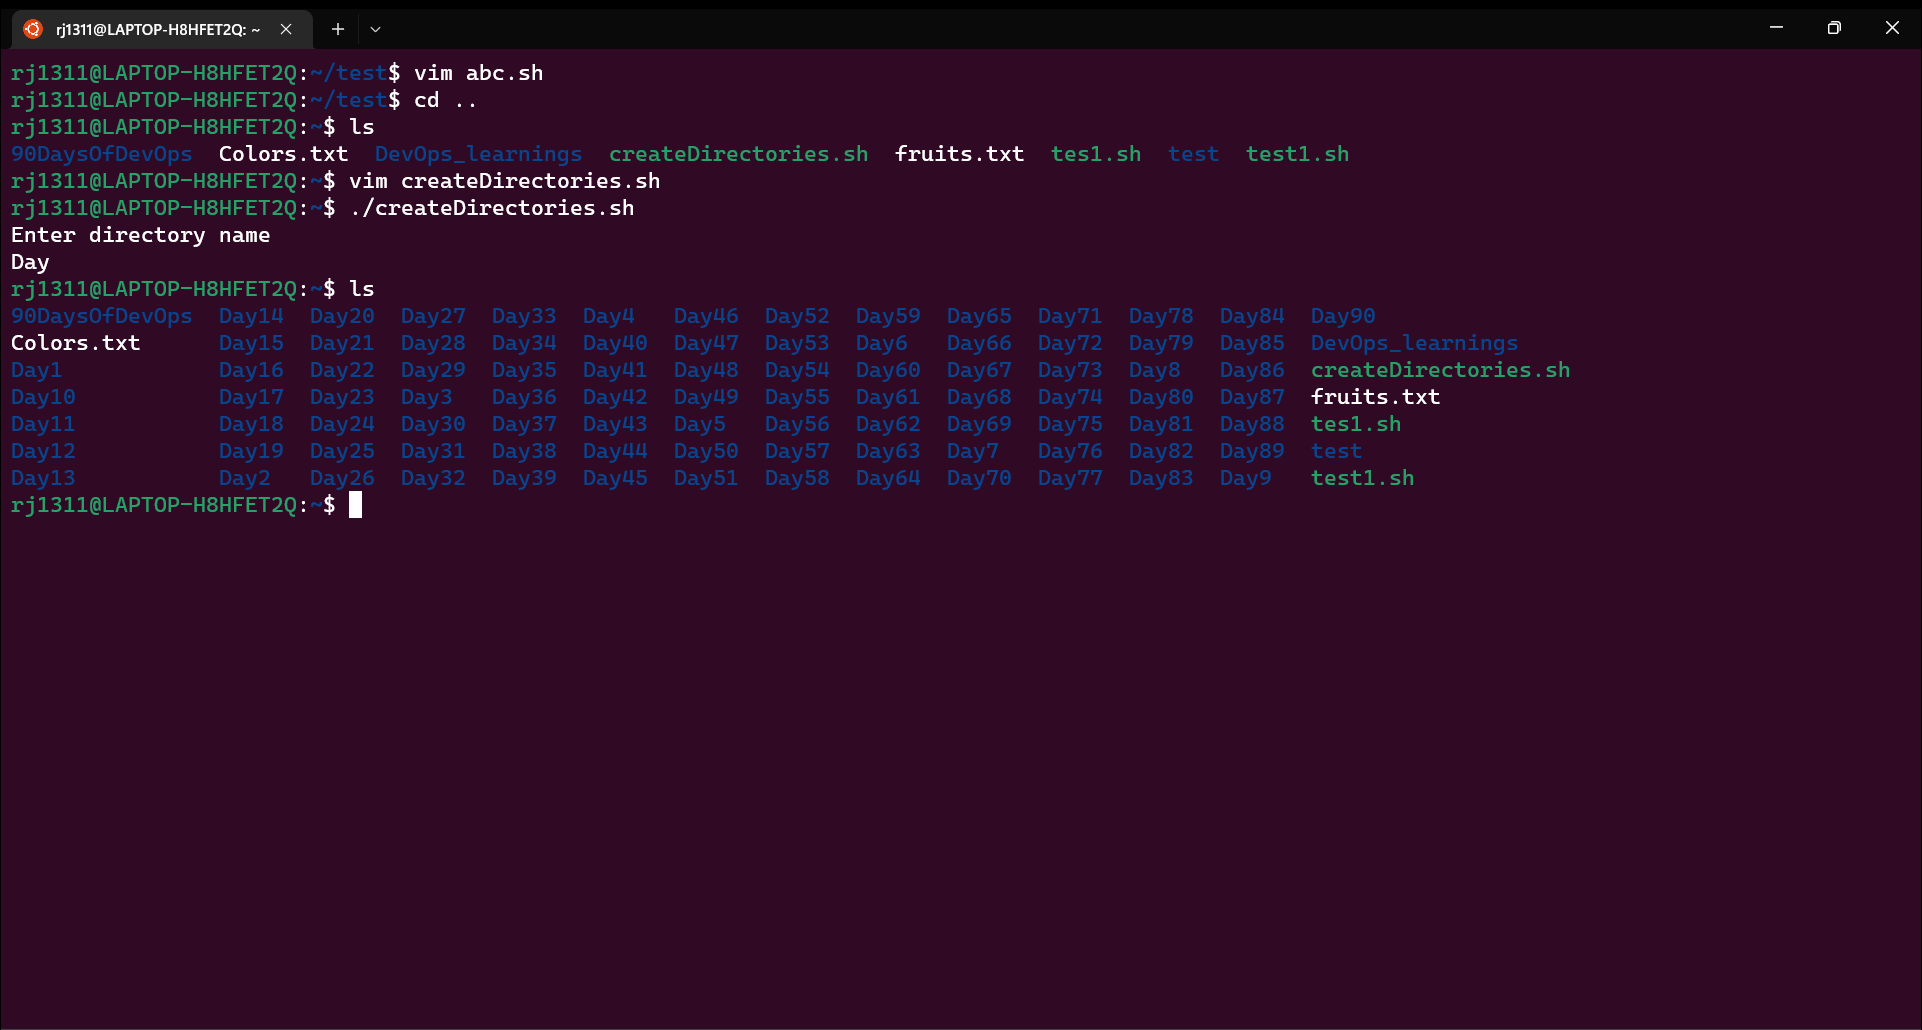 rj1311@LAPTOP-H8HFET2Q: ~
rj1311@LAPTOP-H8HFET2Q:~/test$ vim abc.sh
rj1311@LAPTOP-H8HFET2Q:~/test$ cd ..
rj1311@LAPTOP-H8HFET2Q:~$ ls
90DaysOfDevOps  Colors.txt  DevOps_learnings  createDirectories.sh  fruits.txt  tes1.sh  test  test1.sh
rj1311@LAPTOP-H8HFET2Q:~$ vim createDirectories.sh
rj1311@LAPTOP-H8HFET2Q:~$ ./createDirectories.sh
Enter directory name
Day
rj1311@LAPTOP-H8HFET2Q:~$ ls
90DaysOfDevOps  Day14  Day20  Day27  Day33  Day4   Day46  Day52  Day59  Day65  Day71  Day78  Day84  Day90
Colors.txt      Day15  Day21  Day28  Day34  Day40  Day47  Day53  Day6   Day66  Day72  Day79  Day85  DevOps_learnings
Day1            Day16  Day22  Day29  Day35  Day41  Day48  Day54  Day60  Day67  Day73  Day8   Day86  createDirectories.sh
Day10           Day17  Day23  Day3   Day36  Day42  Day49  Day55  Day61  Day68  Day74  Day80  Day87  fruits.txt
Day11           Day18  Day24  Day30  Day37  Day43  Day5   Day56  Day62  Day69  Day75  Day81  Day88  tes1.sh
Day12           Day19  Day25  Day31  Day38  Day44  Day50  Day57  Day63  Day7   Day76  Day82  Day89  test
Day13           Day2   Day26  Day32  Day39  Day45  Day51  Day58  Day64  Day70  Day77  Day83  Day9   test1.sh
rj1311@LAPTOP-H8HFET2Q:~$